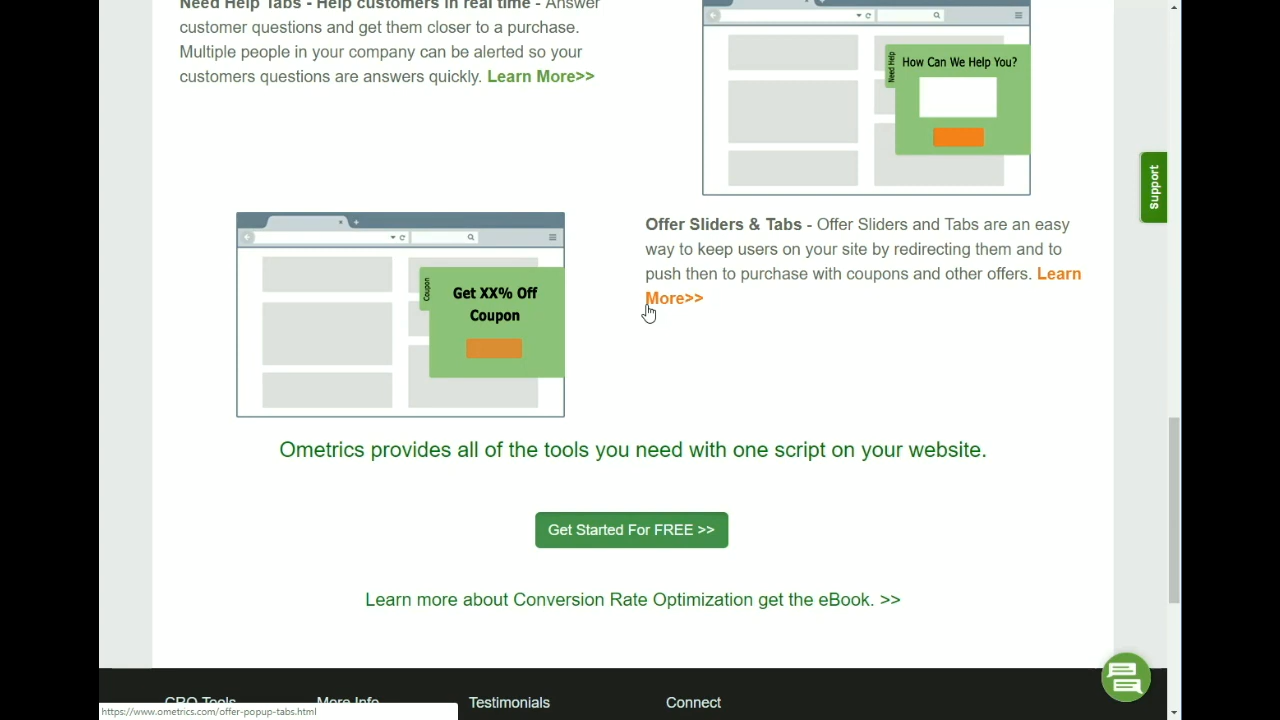 Need Help Tabs - Help customers in real time - Answer
customer questions and get them closer to a purchase.
Multiple people in your company can be alerted so your
customers questions are answers quickly. Learn More>>
Need Help
How Can We Help You?
Support
Coupon
Get XX% Off
Coupon
Offer Sliders & Tabs - Offer Sliders and Tabs are an easy
way to keep users on your site by redirecting them and to
push then to purchase with coupons and other offers. Learn
More>>
Ometrics provides all of the tools you need with one script on your website.
Get Started For FREE >>
Learn more about Conversion Rate Optimization get the eBook. >>
CRO Tools
More Info
Testimonials
Connect
https://www.ometrics.com/offer-popup-tabs.html